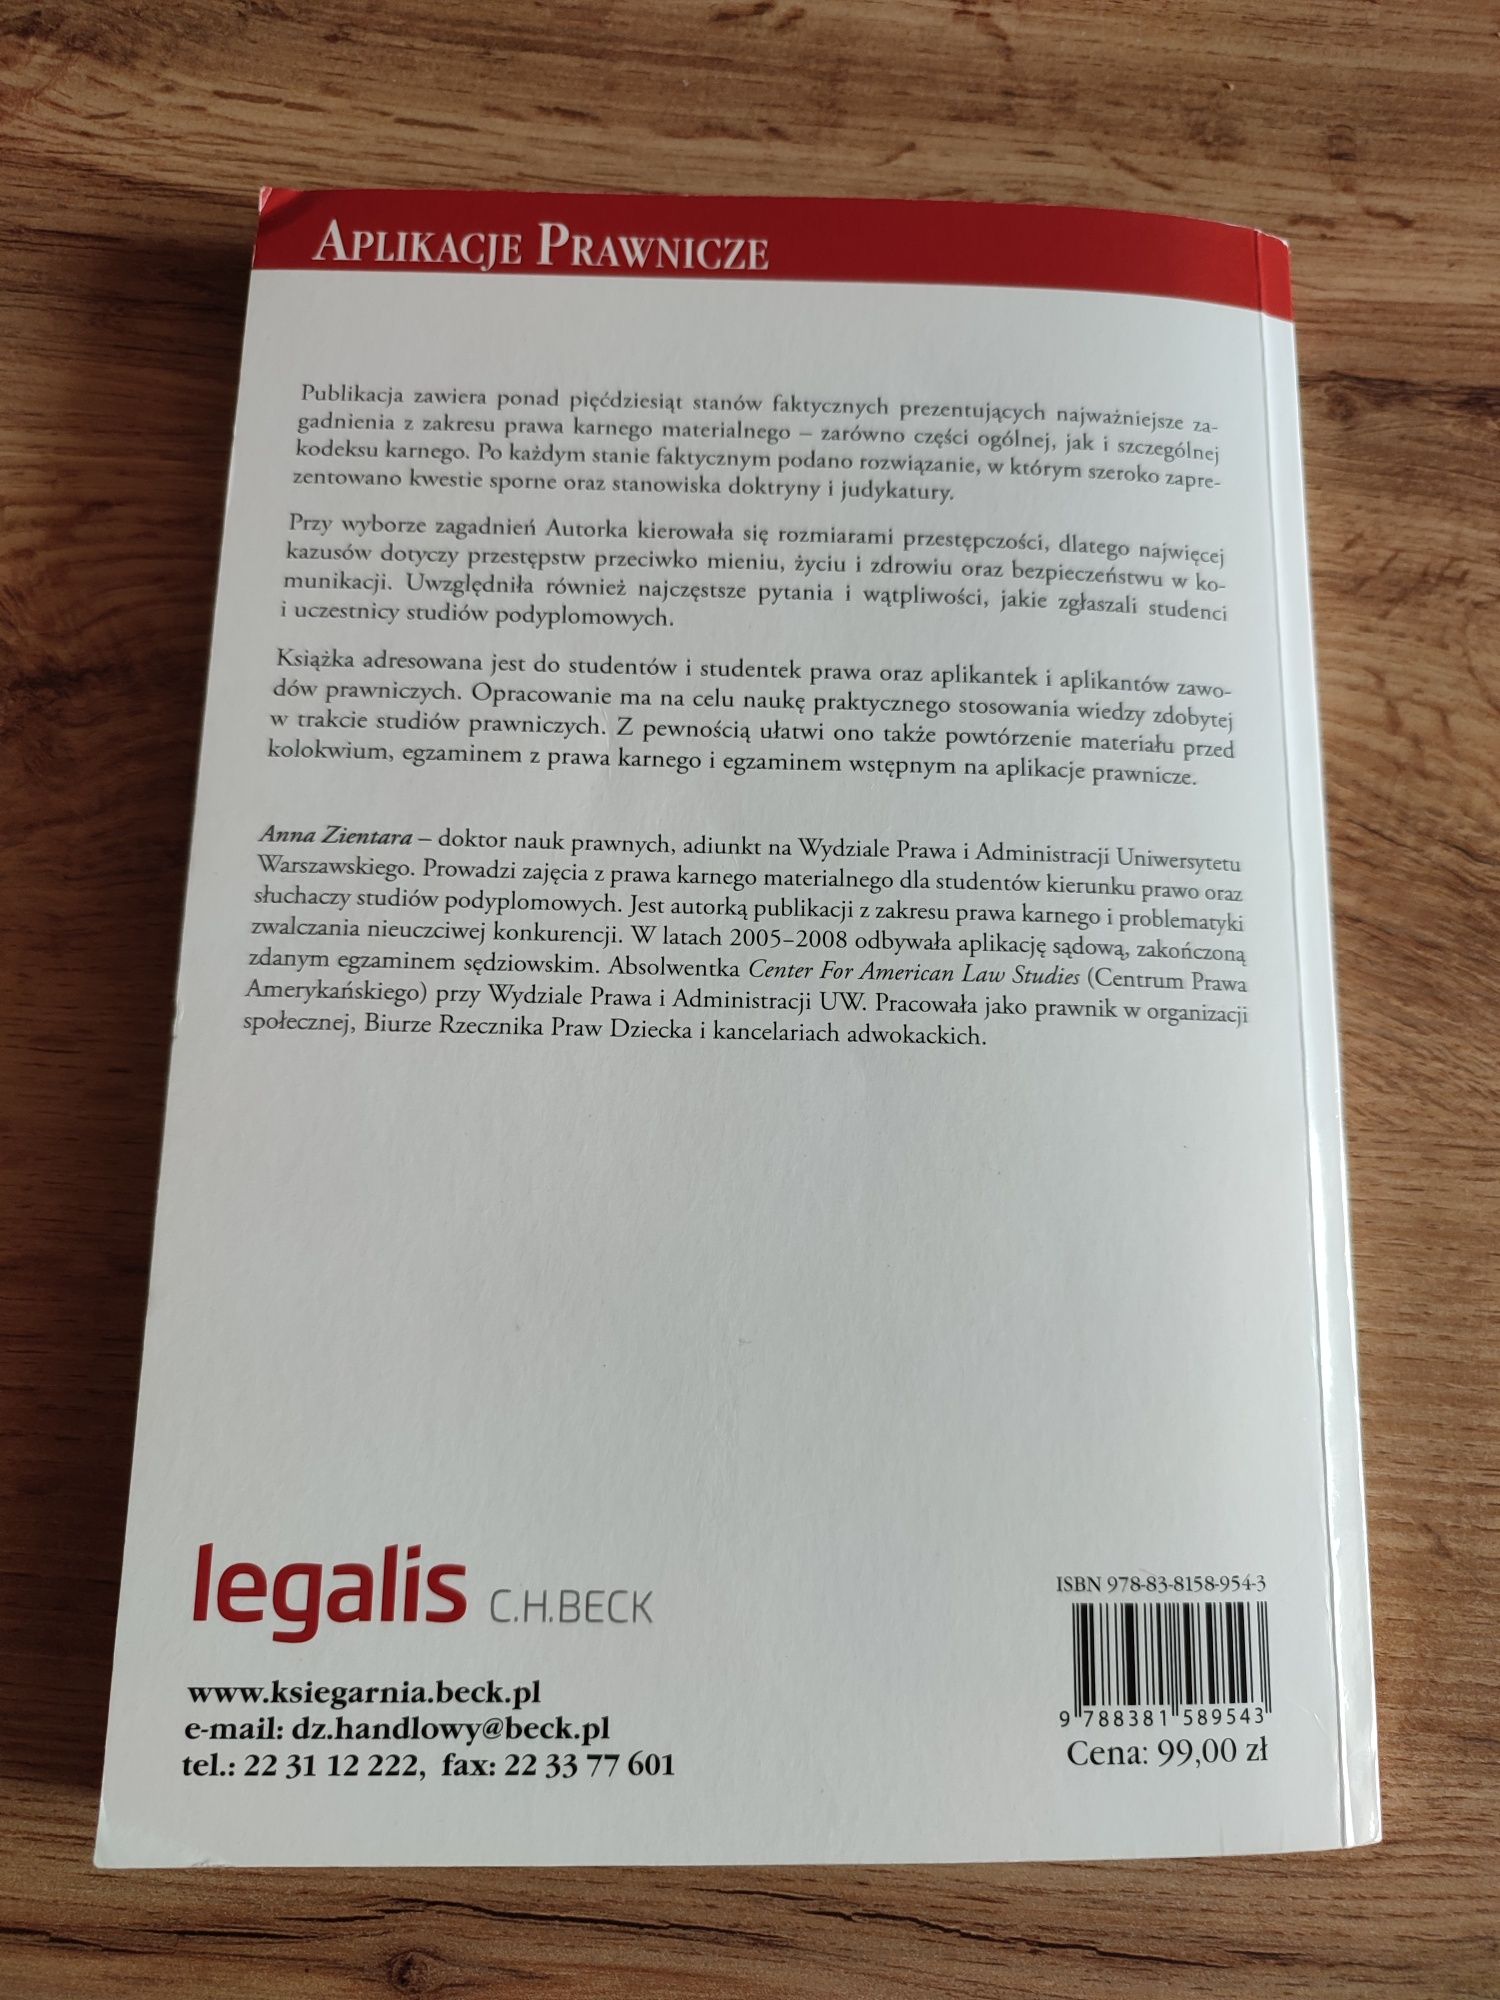 APLIKACJE PRAWNICZE
Publikacja zawiera ponad pięćdziesiąt stanów faktycznych prezentujących najważniejsze za-
gadnienia z zakresu prawa karnego materialnego – zarówno części ogólnej, jak i szczególnej
kodeksu karnego. Po każdym stanie faktycznym podano rozwiązanie, w którym szeroko zapre-
zentowano kwestie sporne oraz stanowiska doktryny i judykatury.
Przy wyborze zagadnień Autorka kierowała się rozmiarami przestępczości, dlatego najwięcej
kazusów dotyczy przestępstw przeciwko mieniu, życiu i zdrowiu oraz bezpieczeństwu w ko-
munikacji. Uwzględniła również najczęstsze pytania i wątpliwości, jakie zgłaszali studenci
i uczestnicy studiów podyplomowych.
Książka adresowana jest do studentów i studentek prawa oraz aplikantek i aplikantów zawo-
dów prawniczych. Opracowanie ma na celu naukę praktycznego stosowania wiedzy zdobytej
w trakcie studiów prawniczych. Z pewnością ułatwi ono także powtórzenie materiału przed
kolokwium, egzaminem z prawa karnego i egzaminem wstępnym na aplikacje prawnicze.
Anna Zientara – doktor nauk prawnych, adiunkt na Wydziale Prawa i Administracji Uniwersytetu
Warszawskiego. Prowadzi zajęcia z prawa karnego materialnego dla studentów kierunku prawo oraz
słuchaczy studiów podyplomowych. Jest autorką publikacji z zakresu prawa karnego i problematyki
zwalczania nieuczciwej konkurencji. W latach 2005–2008 odbywała aplikację sądową, zakończoną
zdanym egzaminem sędziowskim. Absolwentka Center For American Law Studies (Centrum Prawa
Amerykańskiego) przy Wydziale Prawa i Administracji UW. Pracowała jako prawnik w organizacji
społecznej, Biurze Rzecznika Praw Dziecka i kancelariach adwokackich.
legalis C.H.BECK
www.ksiegarnia.beck.pl
e-mail: dz.handlowy@beck.pl
tel.: 22 31 12 222, fax: 22 33 77 601
ISBN 978-83-8158-954-3
9 788381 589543
Cena: 99,00 zł